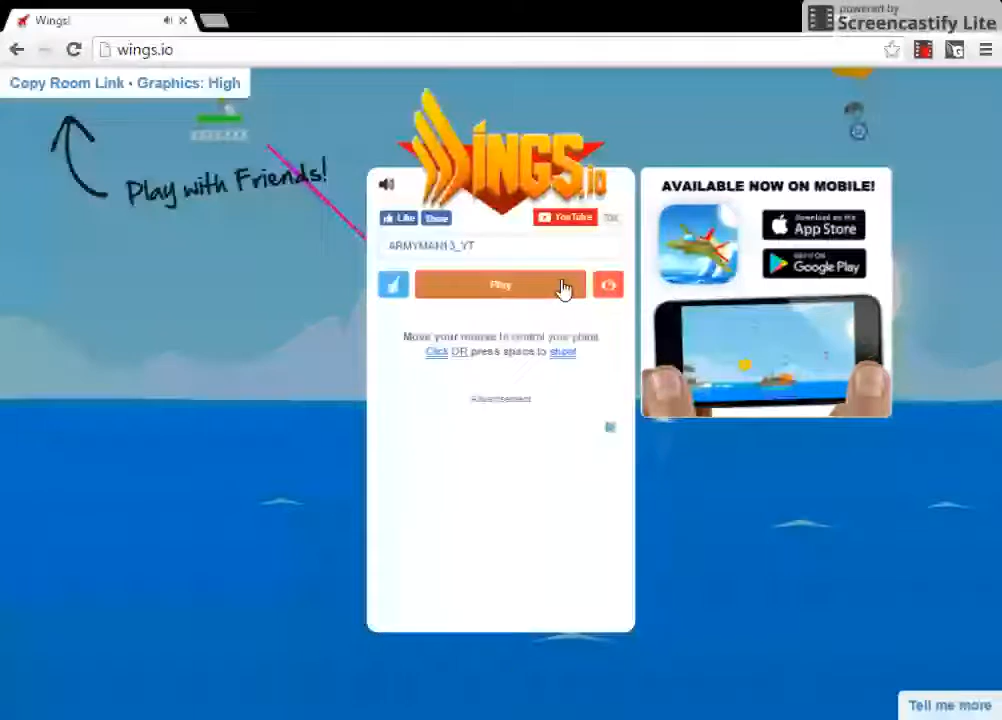 powered by
Screencastify Lite
Wings!
wings.io
Copy Room Link • Graphics: High
Play with Friends!
WINGS.io
Like
Share
YouTube
ARMYMAN13_YT
Play
Move your mouse to control your plane
Click OR press space to shoot!
Advertisement
AVAILABLE NOW ON MOBILE!
Download on the
App Store
GET IT ON
Google Play
Tell me more